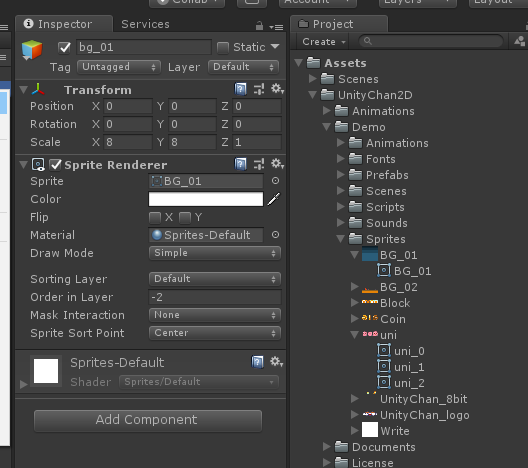 Collab
Account
Layers
Layout
Inspector
Services
bg_01
Static
Tag Untagged Layer Default
Transform
Position X 0 Y 0 Z 0
Rotation X 0 Y 0 Z 0
Scale X 8 Y 8 Z 1
Sprite Renderer
Sprite BG_01
Color
Flip X Y
Material Sprites-Default
Draw Mode Simple
Sorting Layer Default
Order in Layer -2
Mask Interaction None
Sprite Sort Point Center
Sprites-Default
Shader Sprites/Default
Add Component
Project
Create
Assets
Scenes
UnityChan2D
Animations
Demo
Animations
Fonts
Prefabs
Scenes
Scripts
Sounds
Sprites
BG_01
BG_01
BG_02
Block
Coin
uni
uni_0
uni_1
uni_2
UnityChan_8bit
UnityChan_logo
Write
Documents
License